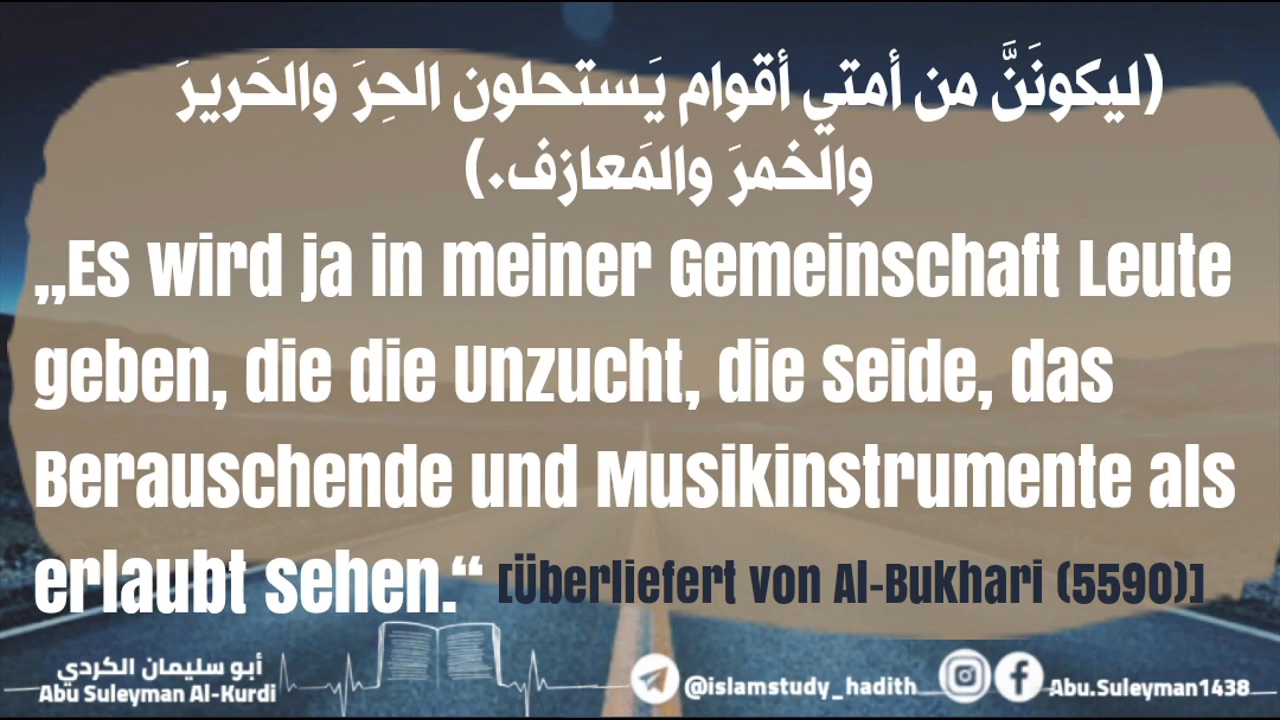 (ليكونَنَّ من أمتي أقوام يَستحلون الحِرَ والحَريرَ
والخمرَ والمَعازف.)
„Es wird ja in meiner Gemeinschaft Leute
geben, die die Unzucht, die Seide, das
Berauschende und Musikinstrumente als
erlaubt sehen.“ [Überliefert von Al-Bukhari (5590)]
أبو سليمان الكردي
Abu Suleyman Al-Kurdi
@islamstudy_hadith
Abu.Suleyman1438